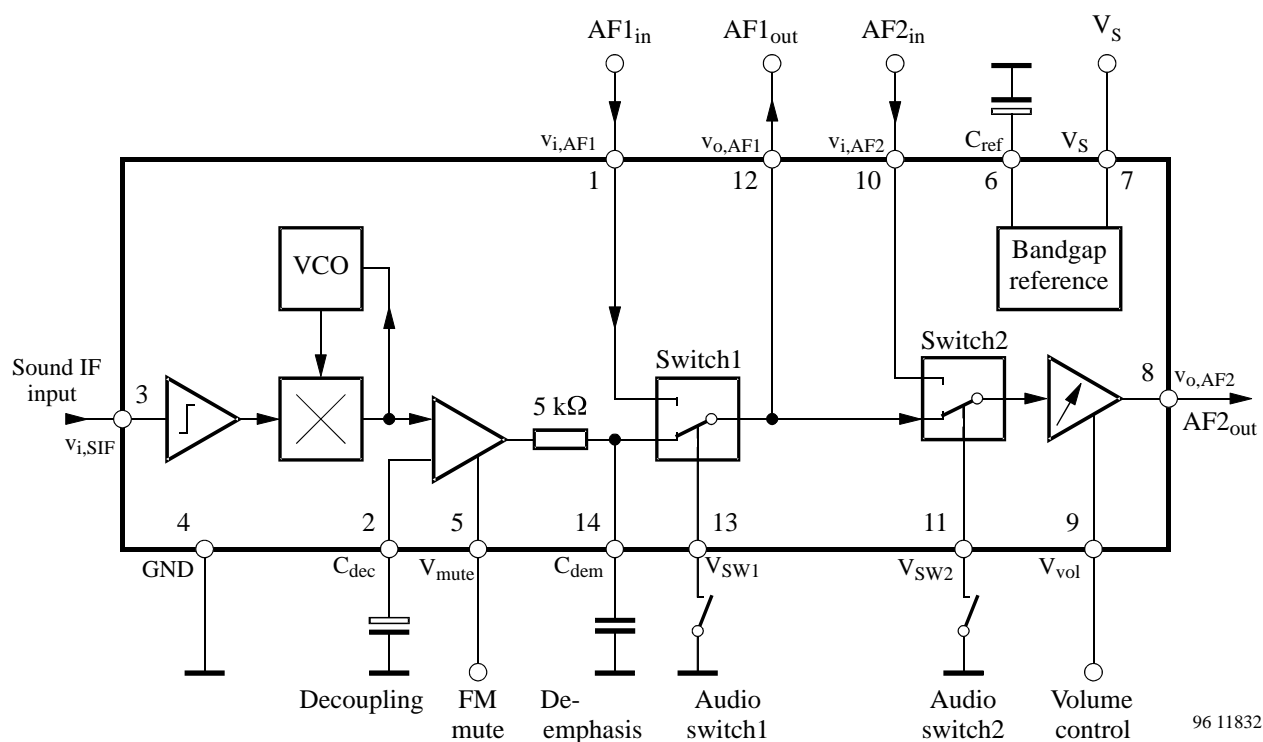 AF1in AF1out AF2in VS
vi,AF1 vo,AF1 vi,AF2 Cref VS
1 12 10 6 7
VCO
Bandgap
reference
Sound IF
input
3
vi,SIF
5 kΩ
Switch1
Switch2
8 vo,AF2
AF2out
4 2 5 14 13 11 9
GND Cdec Vmute Cdem VSW1 VSW2 Vvol
Decoupling FM De- Audio Audio Volume
mute emphasis switch1 switch2 control
96 11832